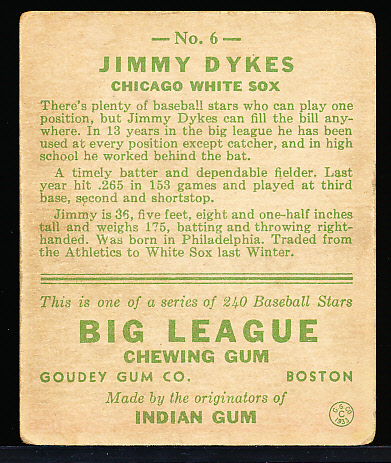 — No. 6 —
JIMMY DYKES
CHICAGO WHITE SOX
There's plenty of baseball stars who can play one
position, but Jimmy Dykes can fill the bill any-
where. In 13 years in the big league he has been
used at every position except catcher, and in high
school he worked behind the bat.
A timely batter and dependable fielder. Last
year hit .265 in 153 games and played at third
base, second and shortstop.
Jimmy is 36, five feet, eight and one-half inches
tall and weighs 175, batting and throwing right-
handed. Was born in Philadelphia. Traded from
the Athletics to White Sox last Winter.
This is one of a series of 240 Baseball Stars
BIG LEAGUE
CHEWING GUM
GOUDEY GUM CO. BOSTON
Made by the originators of
INDIAN GUM